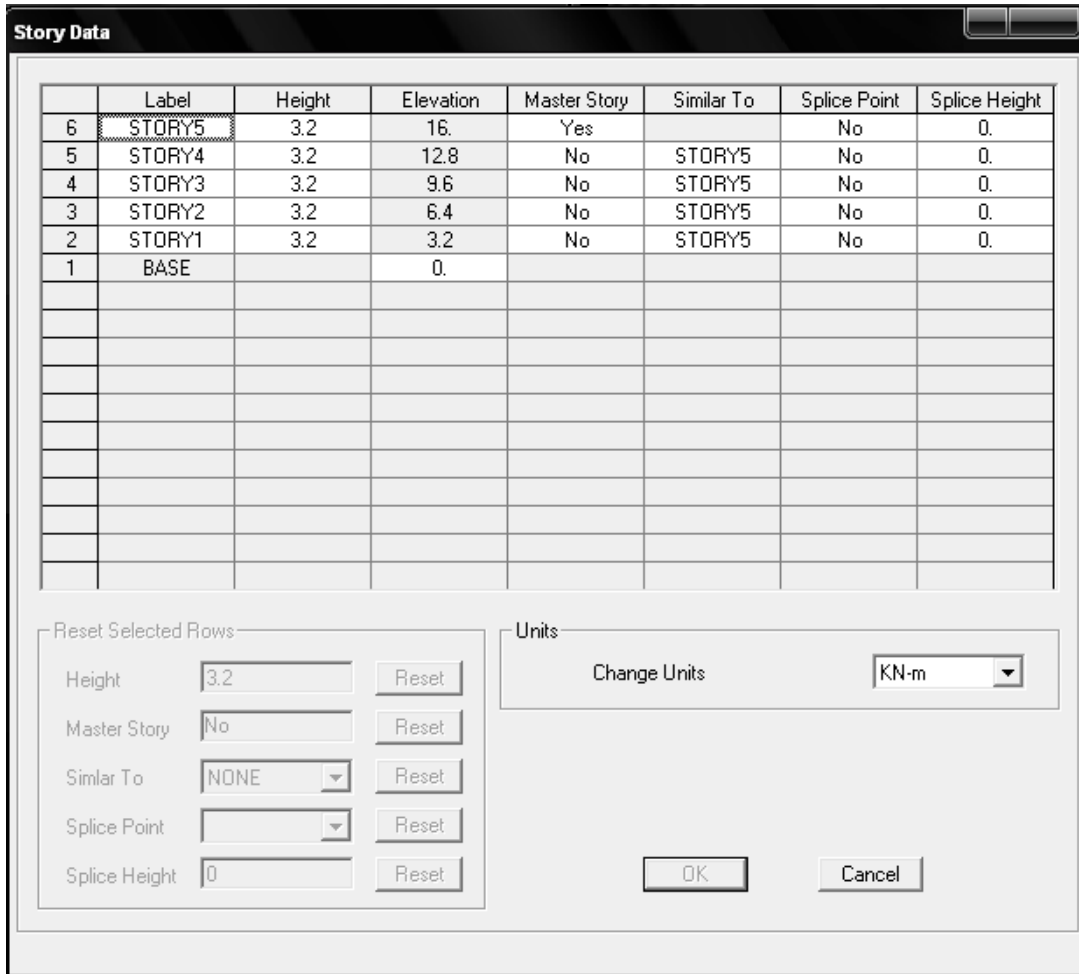 Story Data
Label Height Elevation Master Story Similar To Splice Point Splice Height
6 STORY5 3.2 16. Yes No 0.
5 STORY4 3.2 12.8 No STORY5 No 0.
4 STORY3 3.2 9.6 No STORY5 No 0.
3 STORY2 3.2 6.4 No STORY5 No 0.
2 STORY1 3.2 3.2 No STORY5 No 0.
1 BASE 0.
Reset Selected Rows
Height 3.2 Reset
Master Story No Reset
Simlar To NONE Reset
Splice Point Reset
Splice Height 0 Reset
Units
Change Units KN-m
OK Cancel